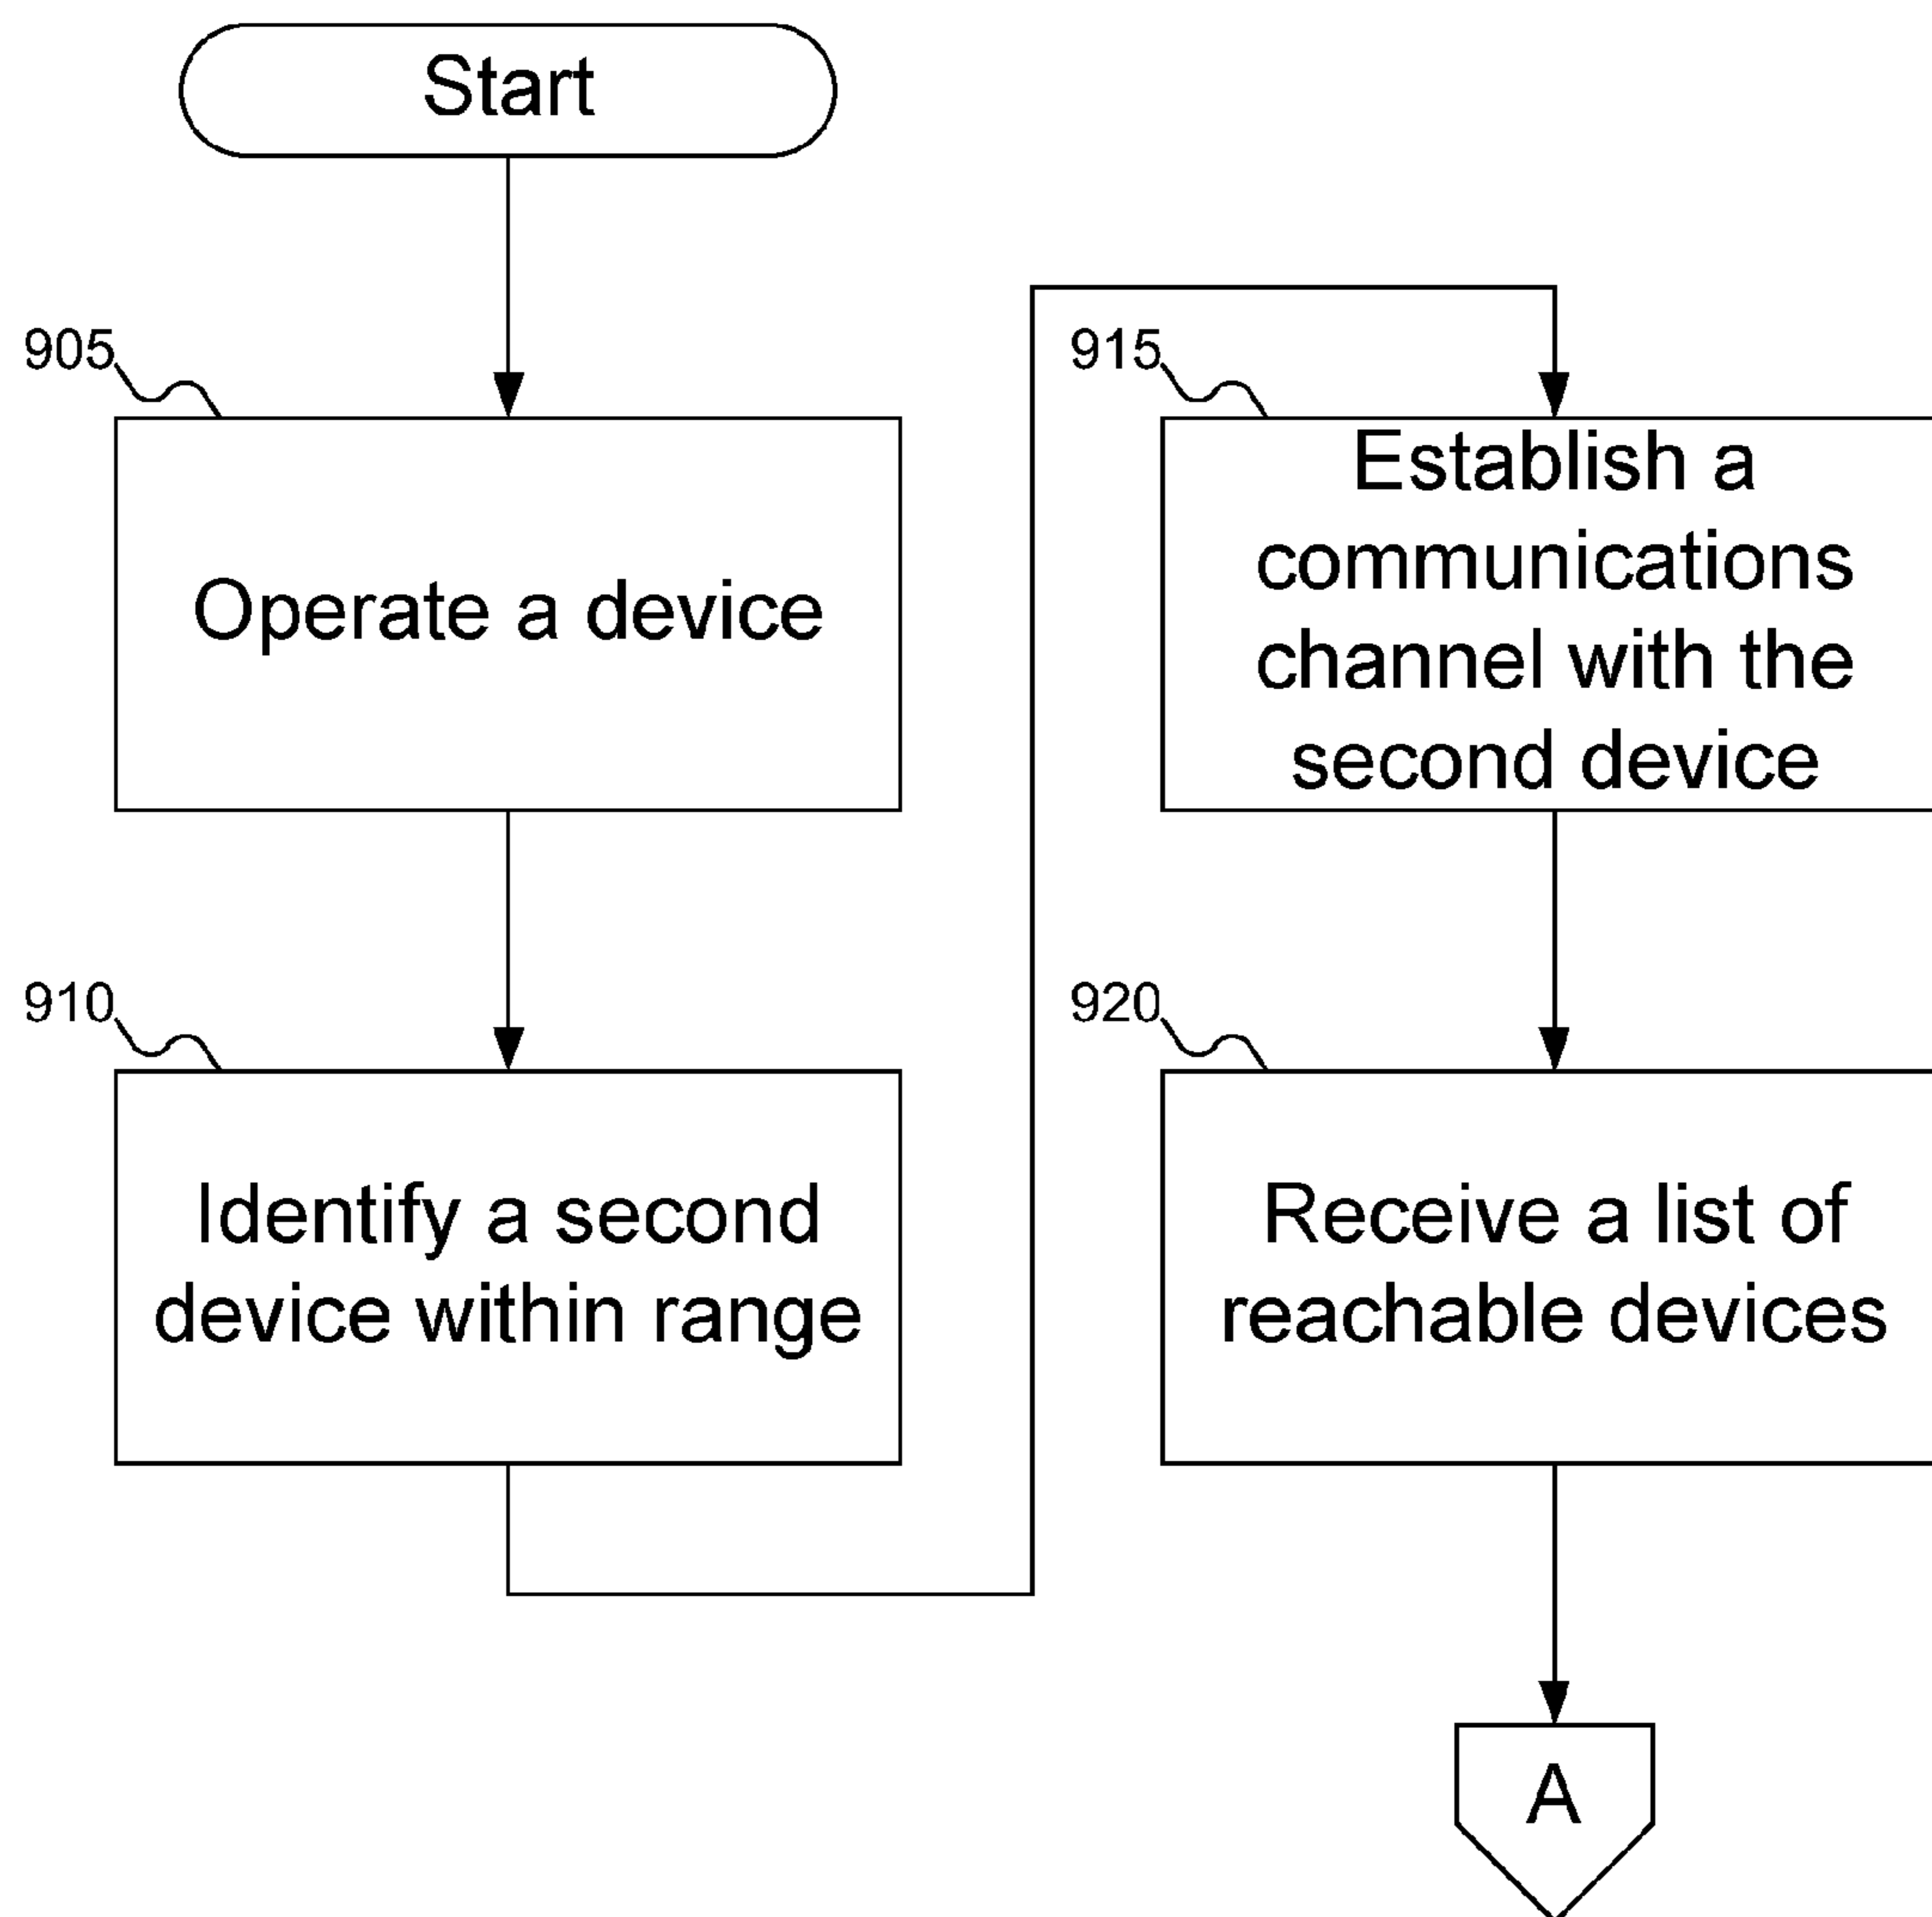 Start
905
Operate a device
910
Identify a second
device within range
915
Establish a
communications
channel with the
second device
920
Receive a list of
reachable devices
A